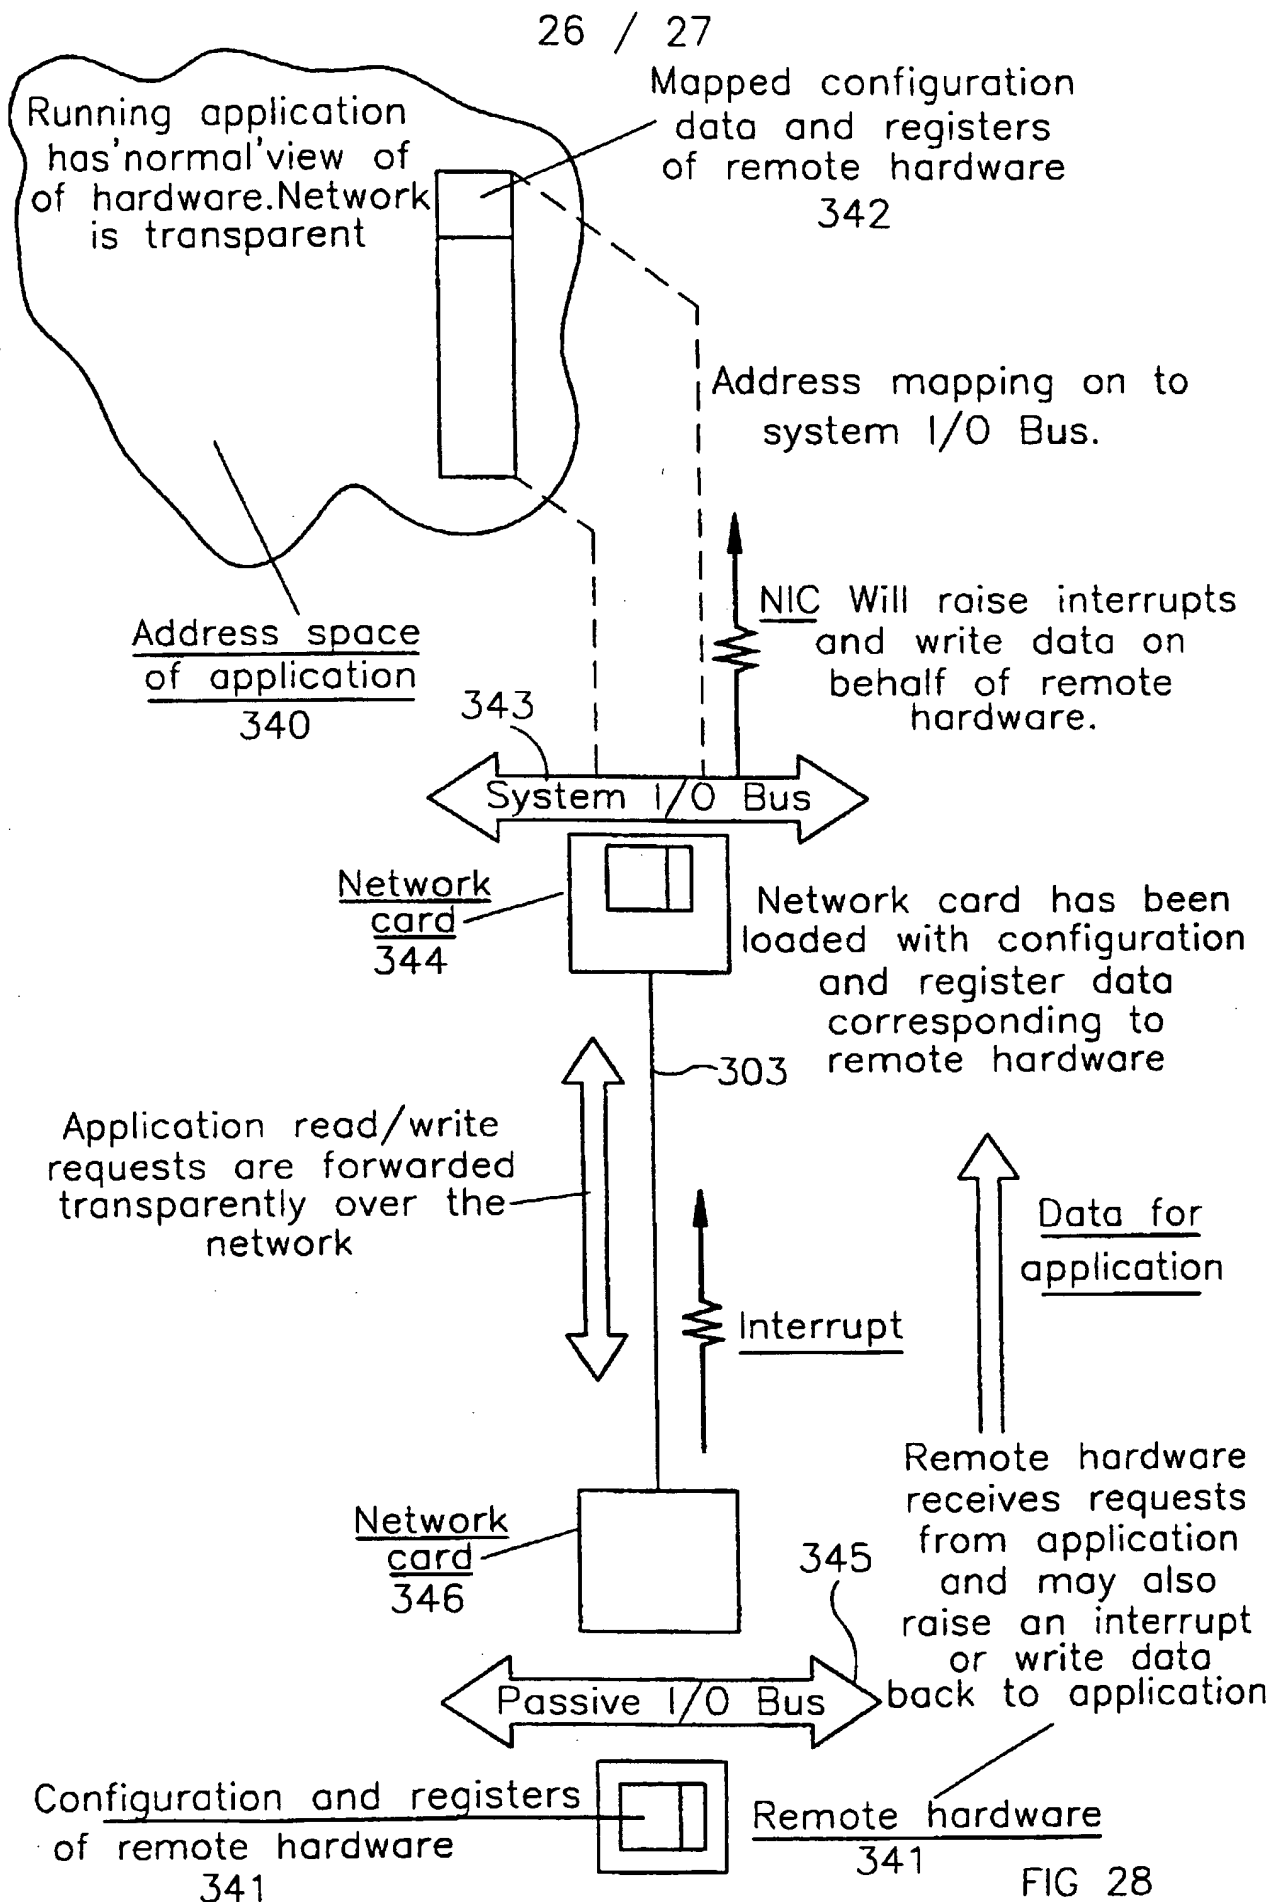 26 / 27
Running application
has'normal'view of
of hardware.Network
is transparent
Mapped configuration
data and registers
of remote hardware
342
Address mapping on to
system I/O Bus.
NIC Will raise interrupts
and write data on
behalf of remote
hardware.
Address space
of application
340
343
System I/O Bus
Network
card
344
Network card has been
loaded with configuration
and register data
corresponding to
remote hardware
303
Application read/write
requests are forwarded
transparently over the
network
Data for
application
Interrupt
Network
card
346
345
Remote hardware
receives requests
from application
and may also
raise an interrupt
or write data
back to application
Passive I/O Bus
Configuration and registers
of remote hardware
341
Remote hardware
341
FIG 28